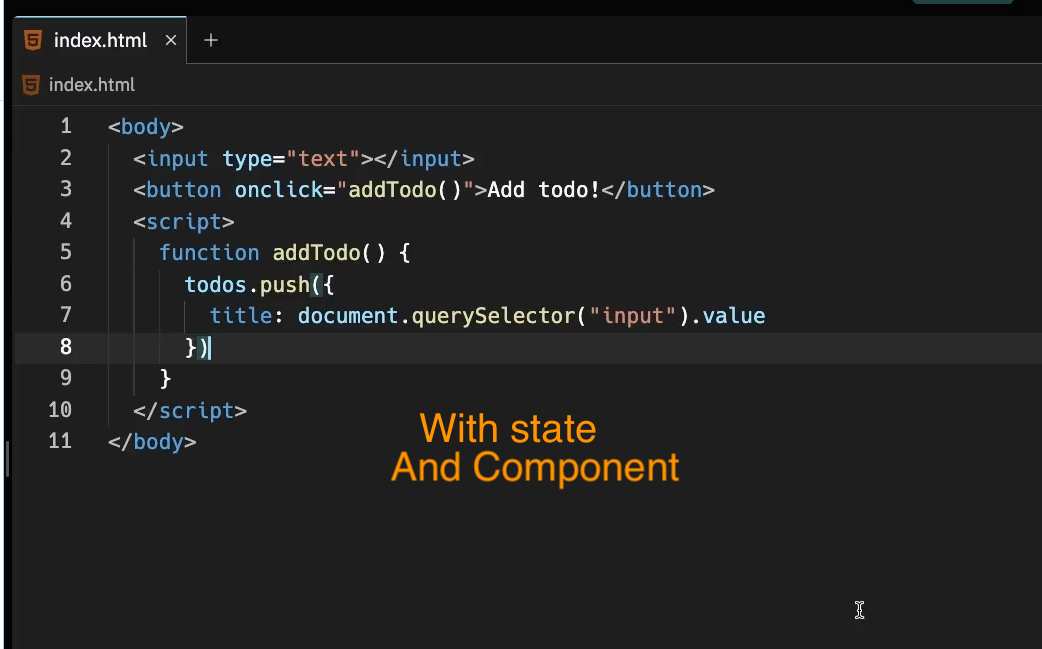 index.html × +
index.html
1 <body>
2 <input type="text"></input>
3 <button onclick="addTodo()">Add todo!</button>
4 <script>
5 function addTodo() {
6 todos.push({
7 title: document.querySelector("input").value
8 })
9 }
10 </script>
11 </body>
With state
And Component